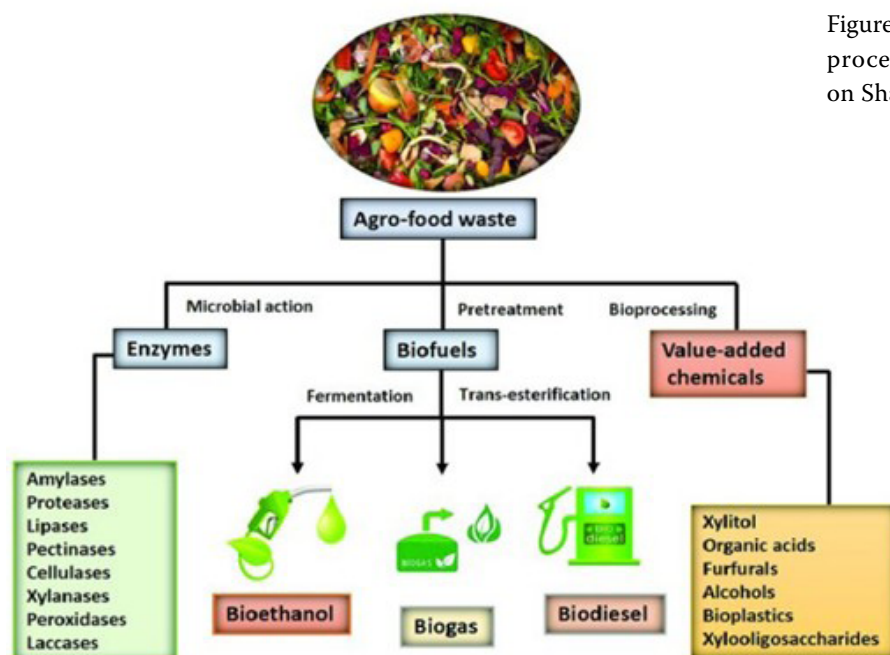 Figure
proce
on Sha
Agro-food waste
Microbial action
Pretreatment
Bioprocessing
Enzymes
Biofuels
Value-added
chemicals
Fermentation
Trans-esterification
Amylases
Proteases
Lipases
Pectinases
Cellulases
Xylanases
Peroxidases
Laccases
BIOGAS
BIO
diesel
Xylitol
Organic acids
Furfurals
Alcohols
Bioplastics
Xylooligosaccharides
Bioethanol
Biogas
Biodiesel